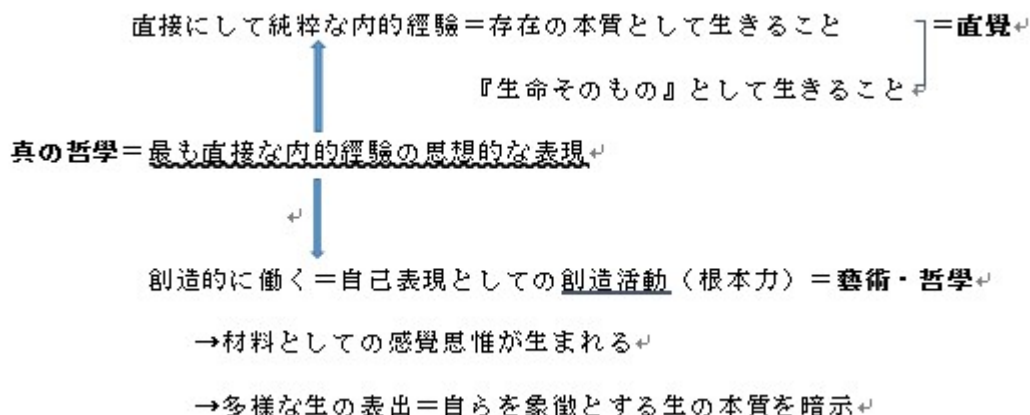 直接にして純粋な内的經驗＝存在の本質として生きること ＝直覺
『生命そのもの』として生きること
真の哲學＝最も直接な内的經驗の思想的な表現
創造的に働く＝自己表現としての創造活動（根本力）＝藝術・哲學
→材料としての感覺思惟が生まれる
→多様な生の表出＝自らを象徴とする生の本質を暗示